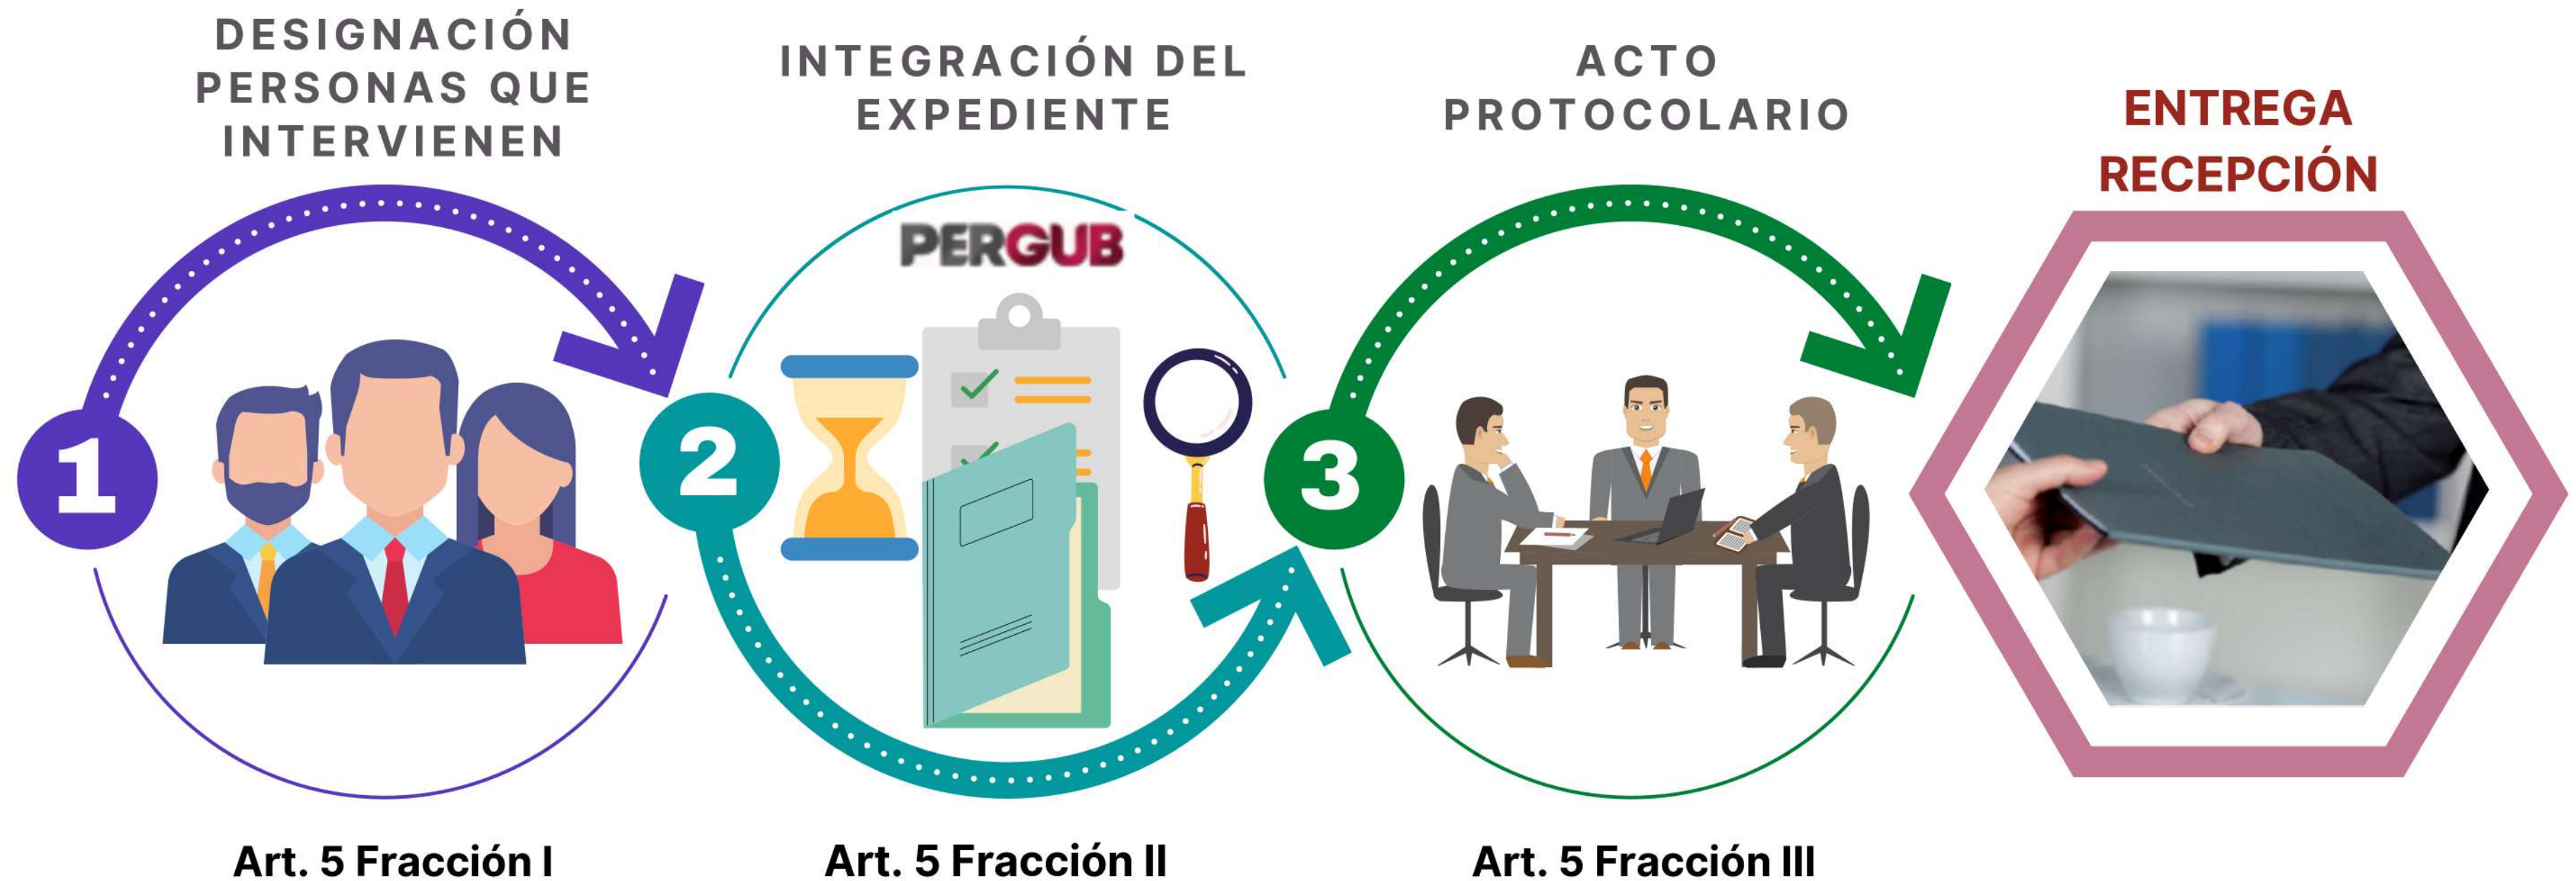 DESIGNACIÓN
PERSONAS QUE
INTERVIENEN
INTEGRACIÓN DEL
EXPEDIENTE
ACTO
PROTOCOLARIO
ENTREGA
RECEPCIÓN
PERGUB
1
2
3
Art. 5 Fracción I
Art. 5 Fracción II
Art. 5 Fracción III